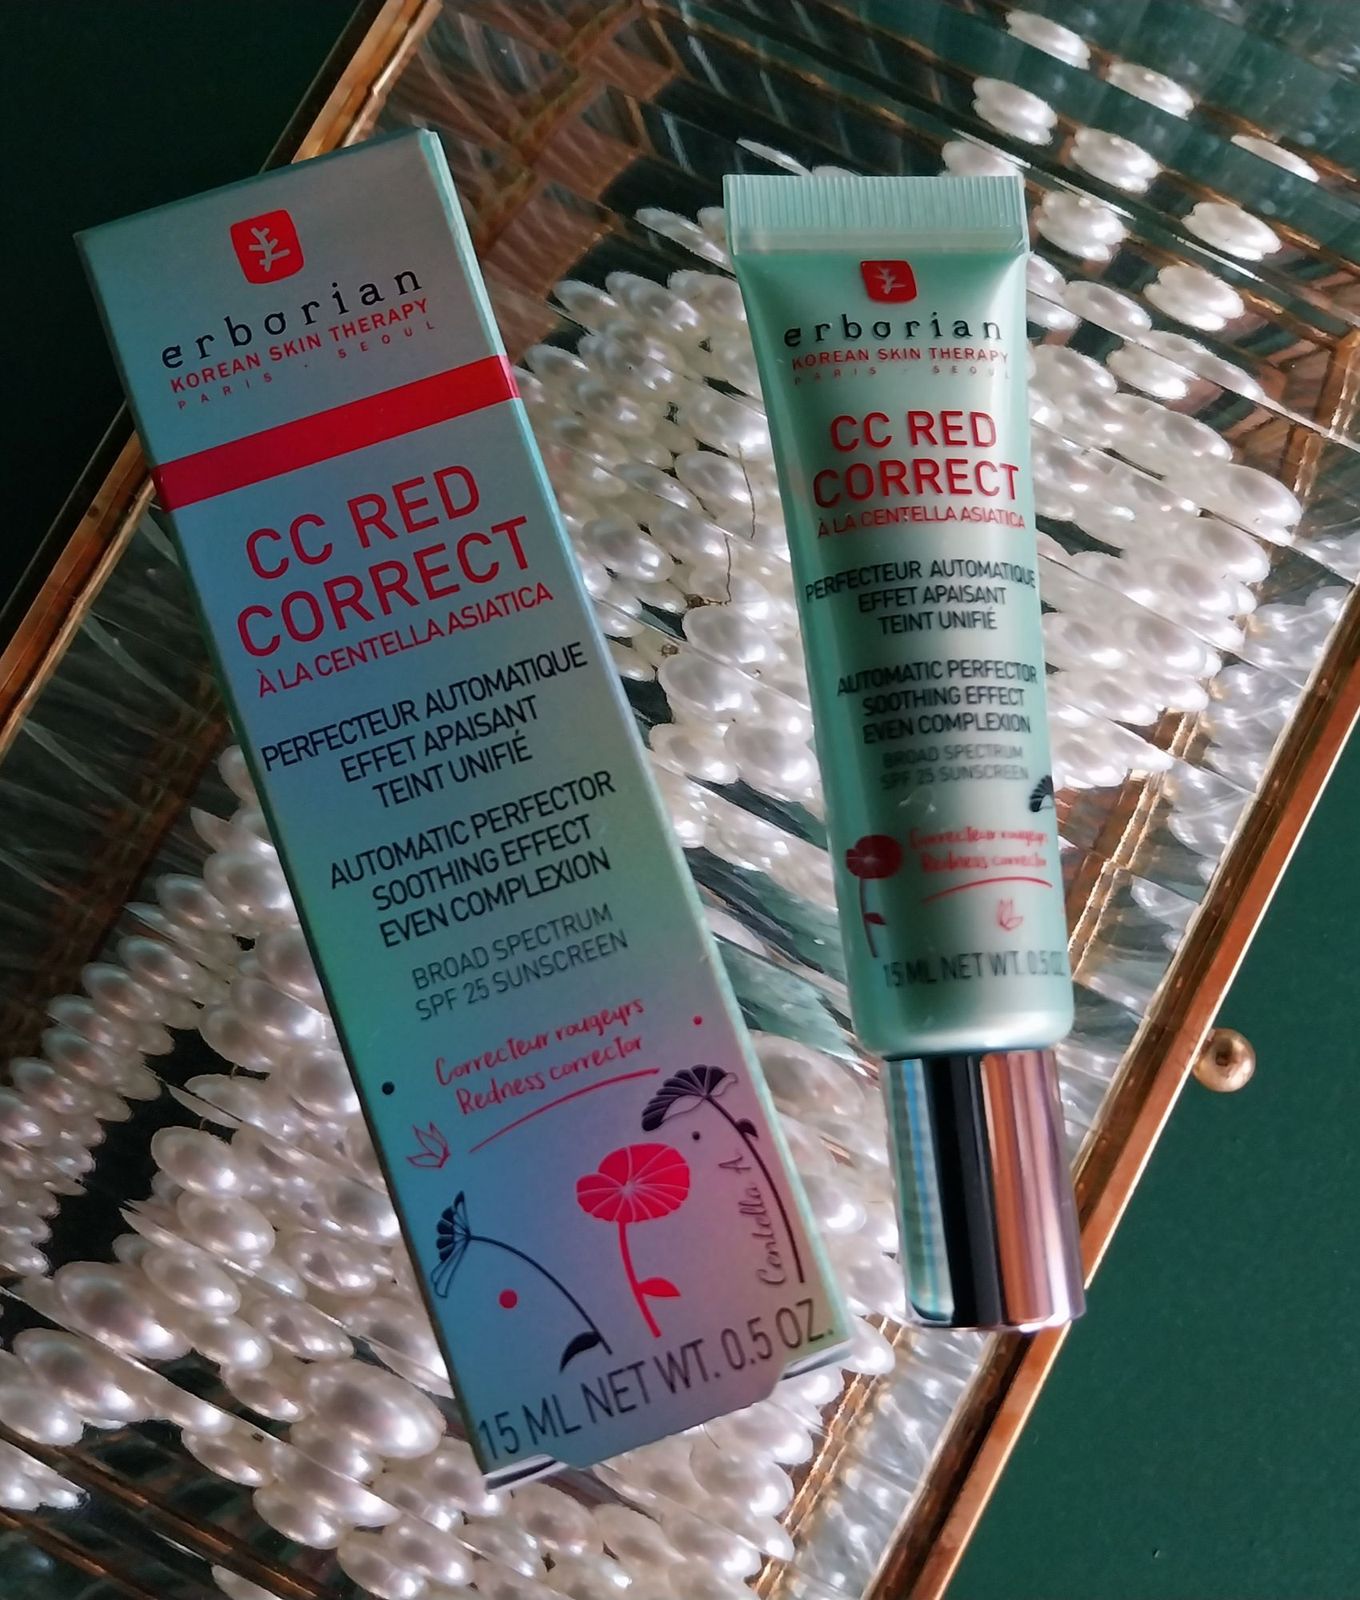 erborian
KOREAN SKIN THERAPY
PARIS · SEOUL
CC RED
CORRECT
À LA CENTELLA ASIATICA
PERFECTEUR AUTOMATIQUE
EFFET APAISANT
TEINT UNIFIÉ
AUTOMATIC PERFECTOR
SOOTHING EFFECT
EVEN COMPLEXION
BROAD SPECTRUM
SPF 25 SUNSCREEN
Correcteur rougeurs
Redness corrector
Centella A
15 ML NET WT. 0.5 OZ.
erborian
KOREAN SKIN THERAPY
PARIS · SEOUL
CC RED
CORRECT
À LA CENTELLA ASIATICA
PERFECTEUR AUTOMATIQUE
EFFET APAISANT
TEINT UNIFIÉ
AUTOMATIC PERFECTOR
SOOTHING EFFECT
EVEN COMPLEXION
BROAD SPECTRUM
SPF 25 SUNSCREEN
Correcteur rougeurs
Redness corrector
15 ML NET WT. 0.5 OZ